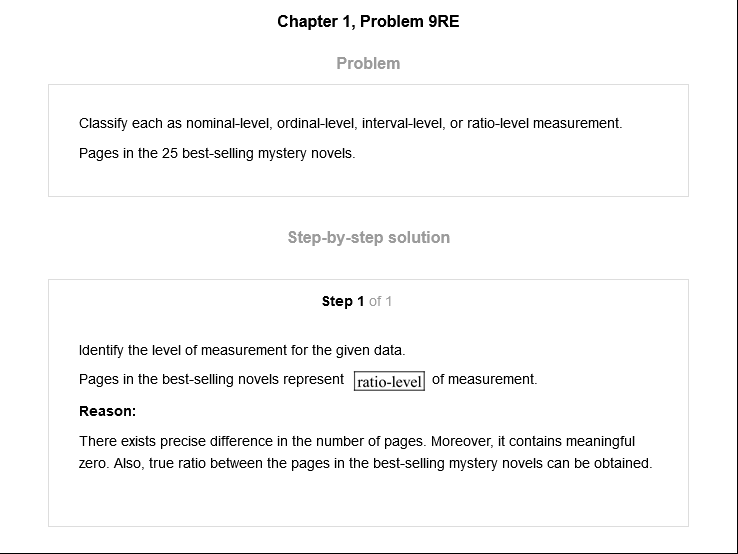 Chapter 1, Problem 9RE
Problem
Classify each as nominal-level, ordinal-level, interval-level, or ratio-level measurement.
Pages in the 25 best-selling mystery novels.
Step-by-step solution
Step 1 of 1
Identify the level of measurement for the given data.
Pages in the best-selling novels represent ratio-level of measurement.
Reason:
There exists precise difference in the number of pages. Moreover, it contains meaningful
zero. Also, true ratio between the pages in the best-selling mystery novels can be obtained.